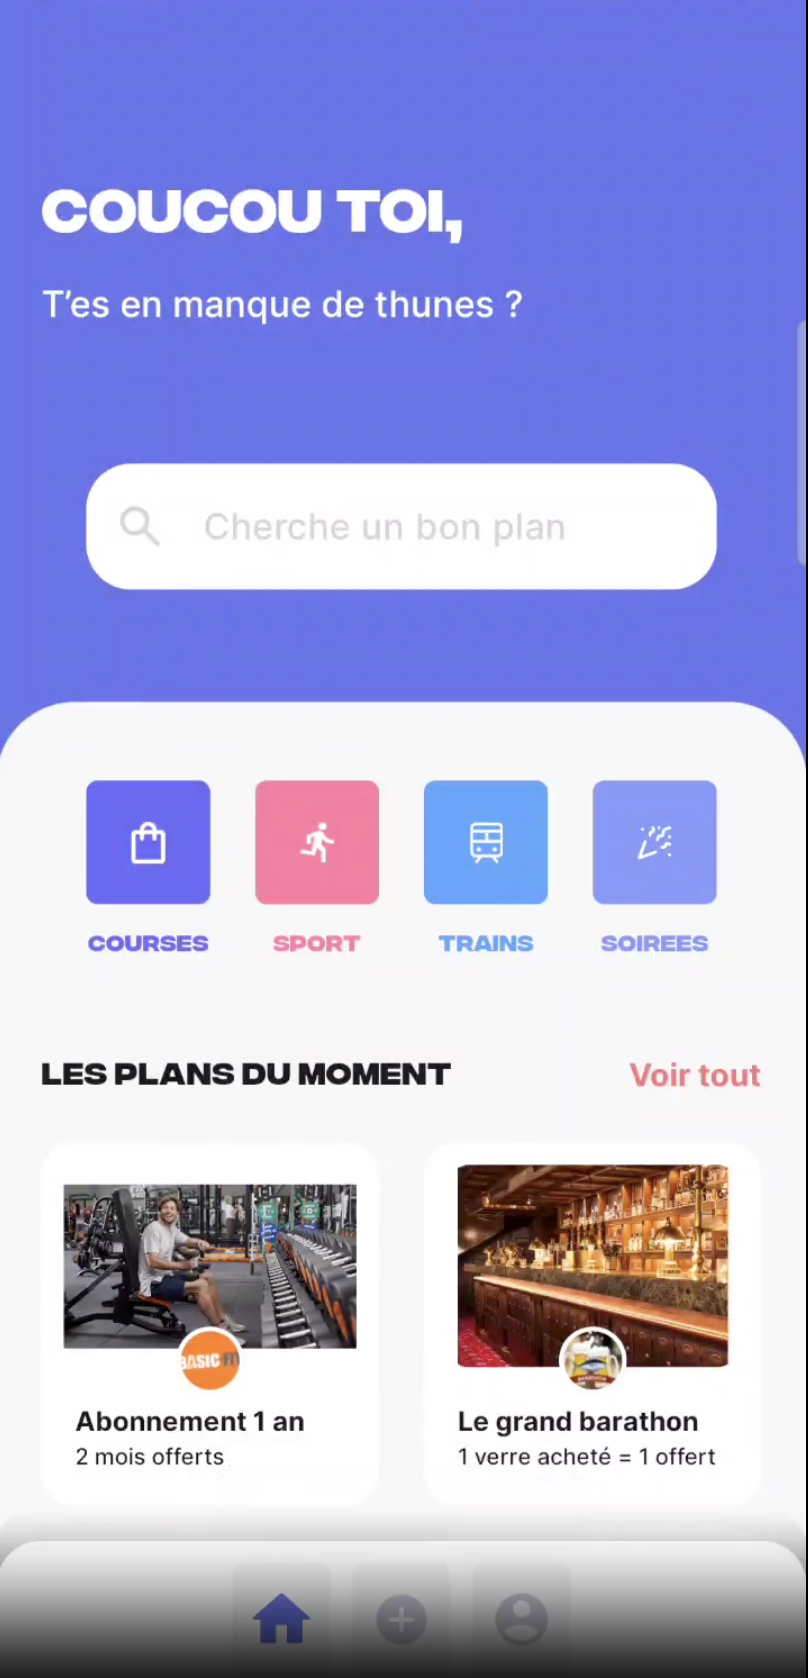 COUCOU TOI,
T'es en manque de thunes ?
Cherche un bon plan
COURSES
SPORT
TRAINS
SOIREES
LES PLANS DU MOMENT
Voir tout
BASIC FIT
Abonnement 1 an
2 mois offerts
Le grand barathon
1 verre acheté = 1 offert